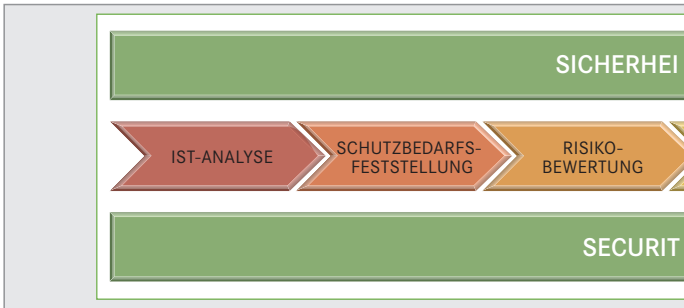 SICHERHEI
IST-ANALYSE
SCHUTZBEDARFS-
FESTSTELLUNG
RISIKO-
BEWERTUNG
SECURIT